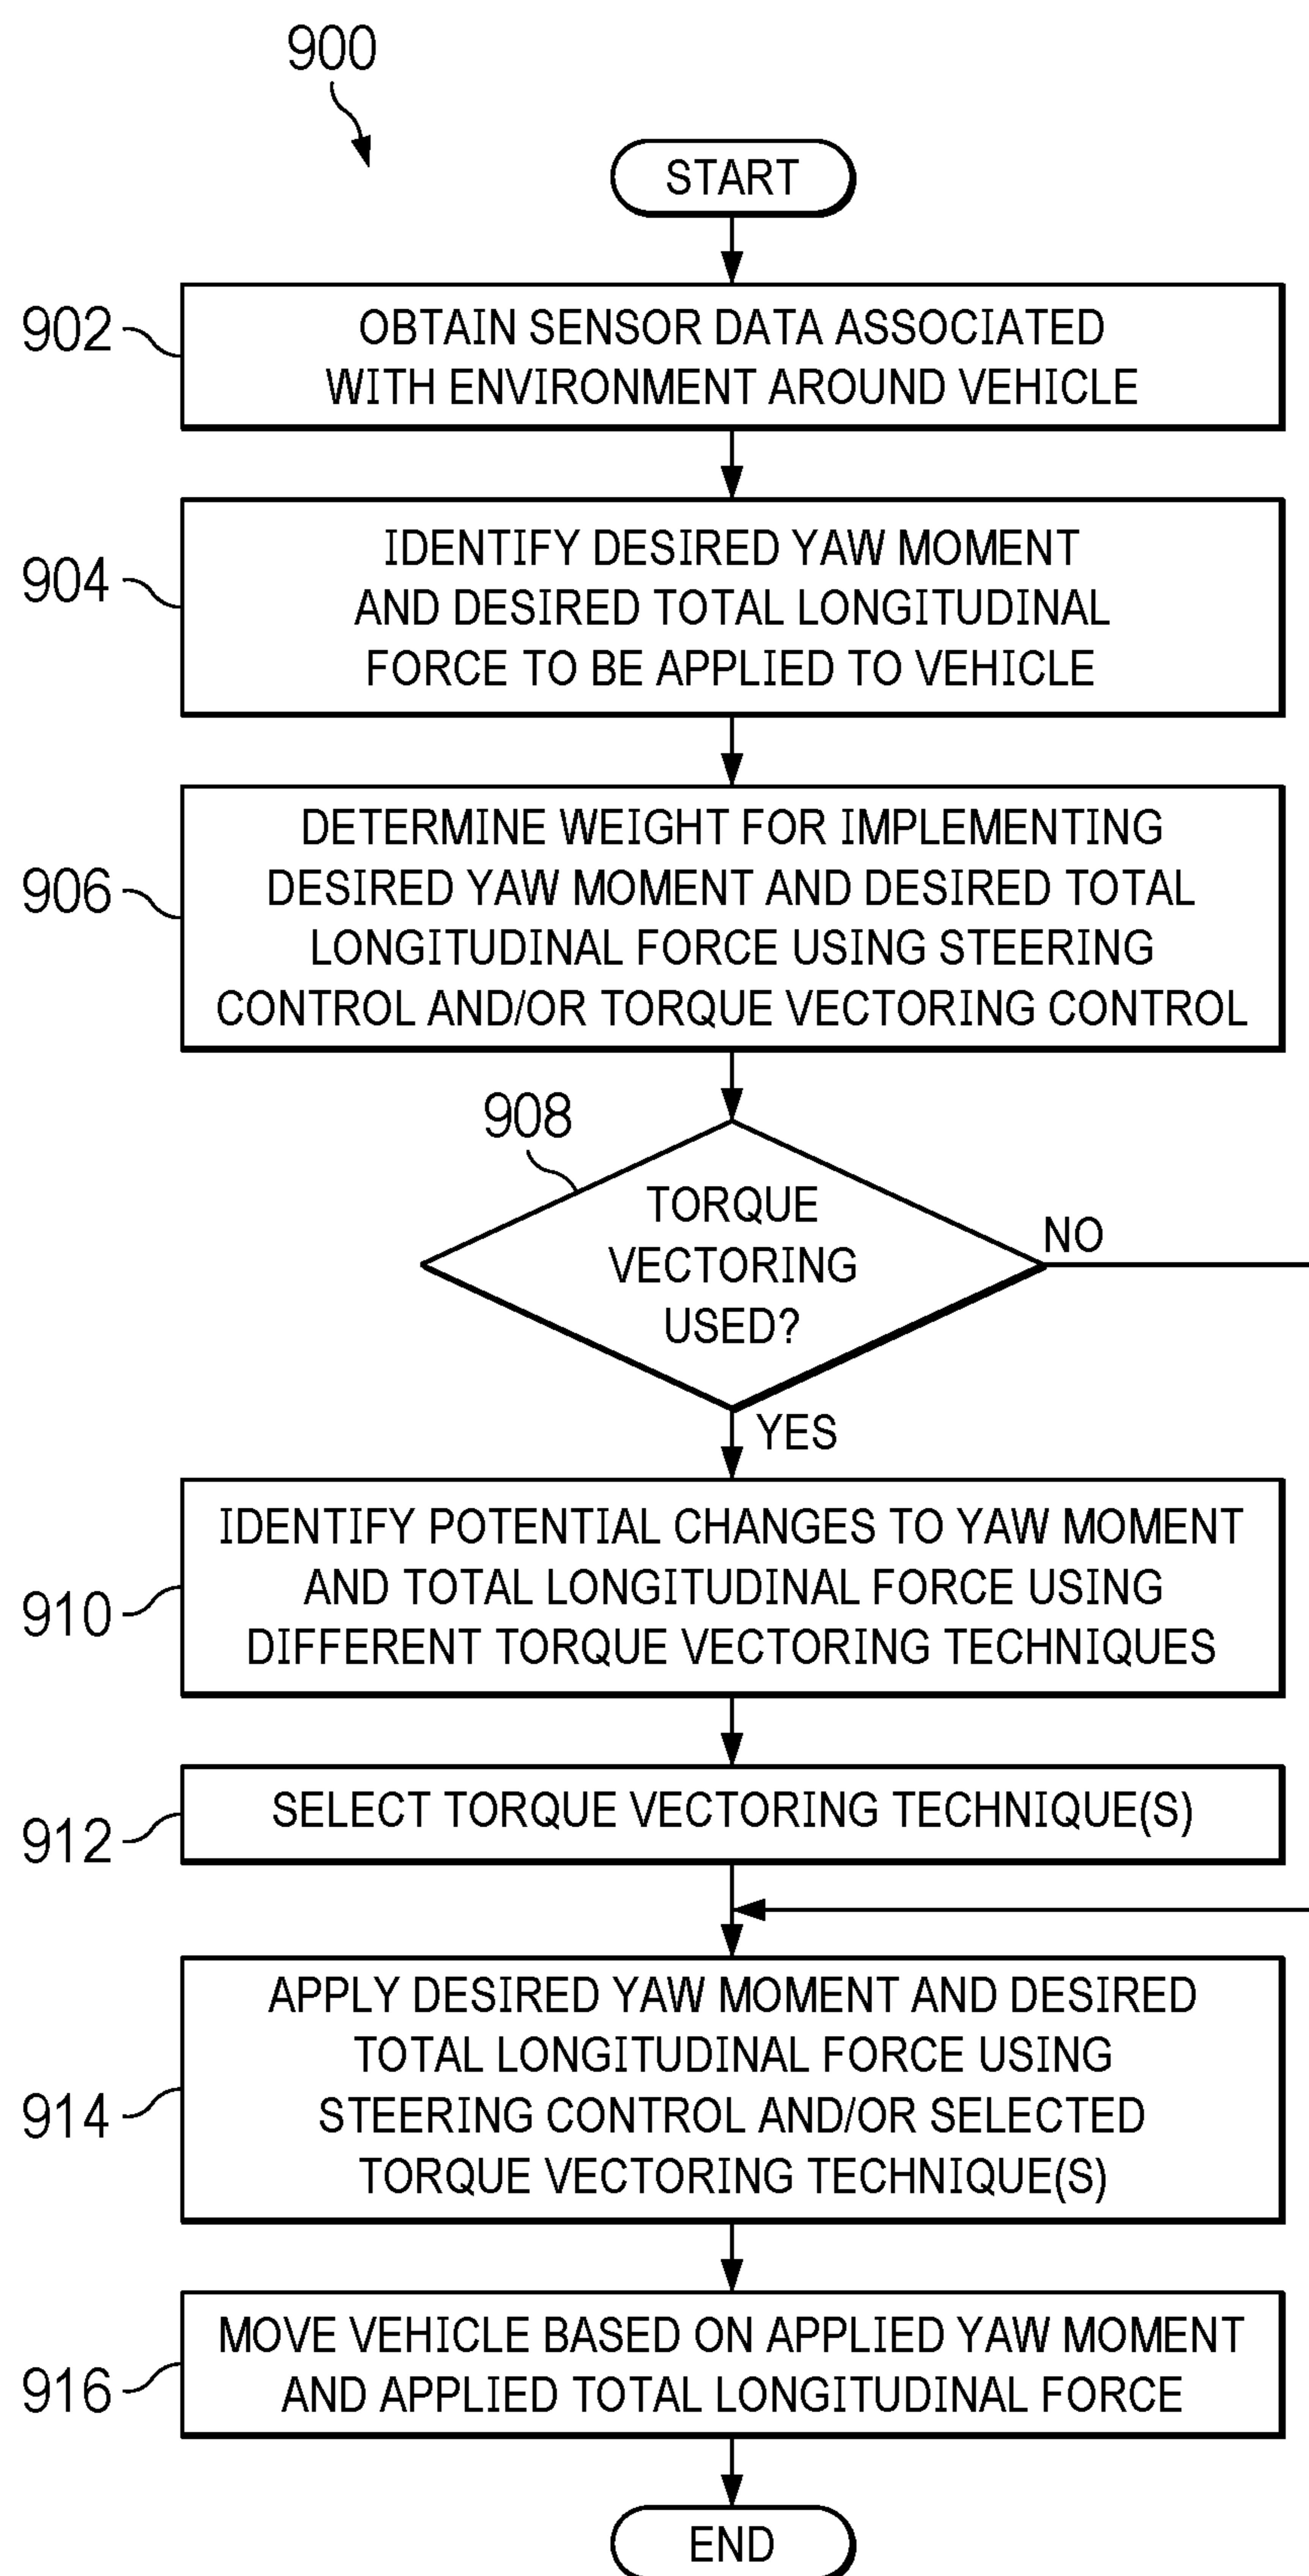 900
START
902
OBTAIN SENSOR DATA ASSOCIATED
WITH ENVIRONMENT AROUND VEHICLE
904
IDENTIFY DESIRED YAW MOMENT
AND DESIRED TOTAL LONGITUDINAL
FORCE TO BE APPLIED TO VEHICLE
906
DETERMINE WEIGHT FOR IMPLEMENTING
DESIRED YAW MOMENT AND DESIRED TOTAL
LONGITUDINAL FORCE USING STEERING
CONTROL AND/OR TORQUE VECTORING CONTROL
908
TORQUE
VECTORING
USED?
NO
YES
910
IDENTIFY POTENTIAL CHANGES TO YAW MOMENT
AND TOTAL LONGITUDINAL FORCE USING
DIFFERENT TORQUE VECTORING TECHNIQUES
912
SELECT TORQUE VECTORING TECHNIQUE(S)
914
APPLY DESIRED YAW MOMENT AND DESIRED
TOTAL LONGITUDINAL FORCE USING
STEERING CONTROL AND/OR SELECTED
TORQUE VECTORING TECHNIQUE(S)
916
MOVE VEHICLE BASED ON APPLIED YAW MOMENT
AND APPLIED TOTAL LONGITUDINAL FORCE
END